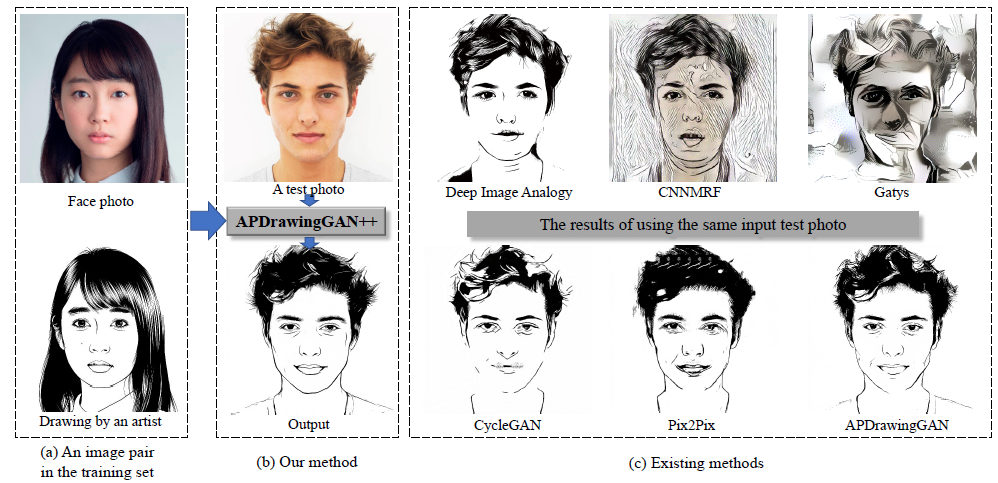 Face photo
Drawing by an artist
(a) An image pair
in the training set
A test photo
APDrawingGAN++
Output
(b) Our method
Deep Image Analogy
CNNMRF
Gatys
The results of using the same input test photo
CycleGAN
Pix2Pix
APDrawingGAN
(c) Existing methods